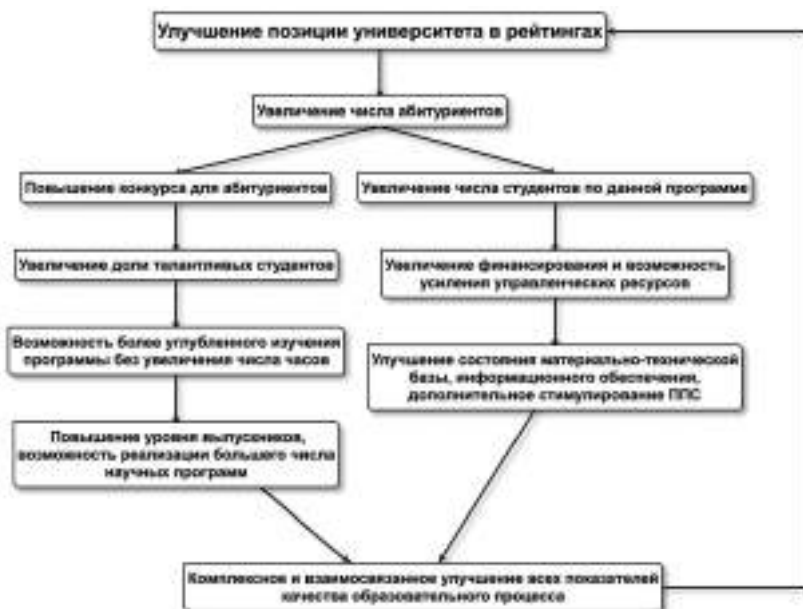 Улучшение позиции университета в рейтингах
Увеличение числа абитуриентов
Повышение конкурса для абитуриентов
Увеличение числа студентов по данной программе
Увеличение доли талантливых студентов
Увеличение финансирования и возможность
усиления управленческих ресурсов
Возможность более углубленного изучения
программы без увеличения числа часов
Улучшение состояния материально-технической
базы, информационного обеспечения,
дополнительное стимулирование ППС
Повышение уровня выпускников,
возможность реализации большего числа
научных программ
Комплексное и взаимосвязанное улучшение всех показателей
качества образовательного процесса